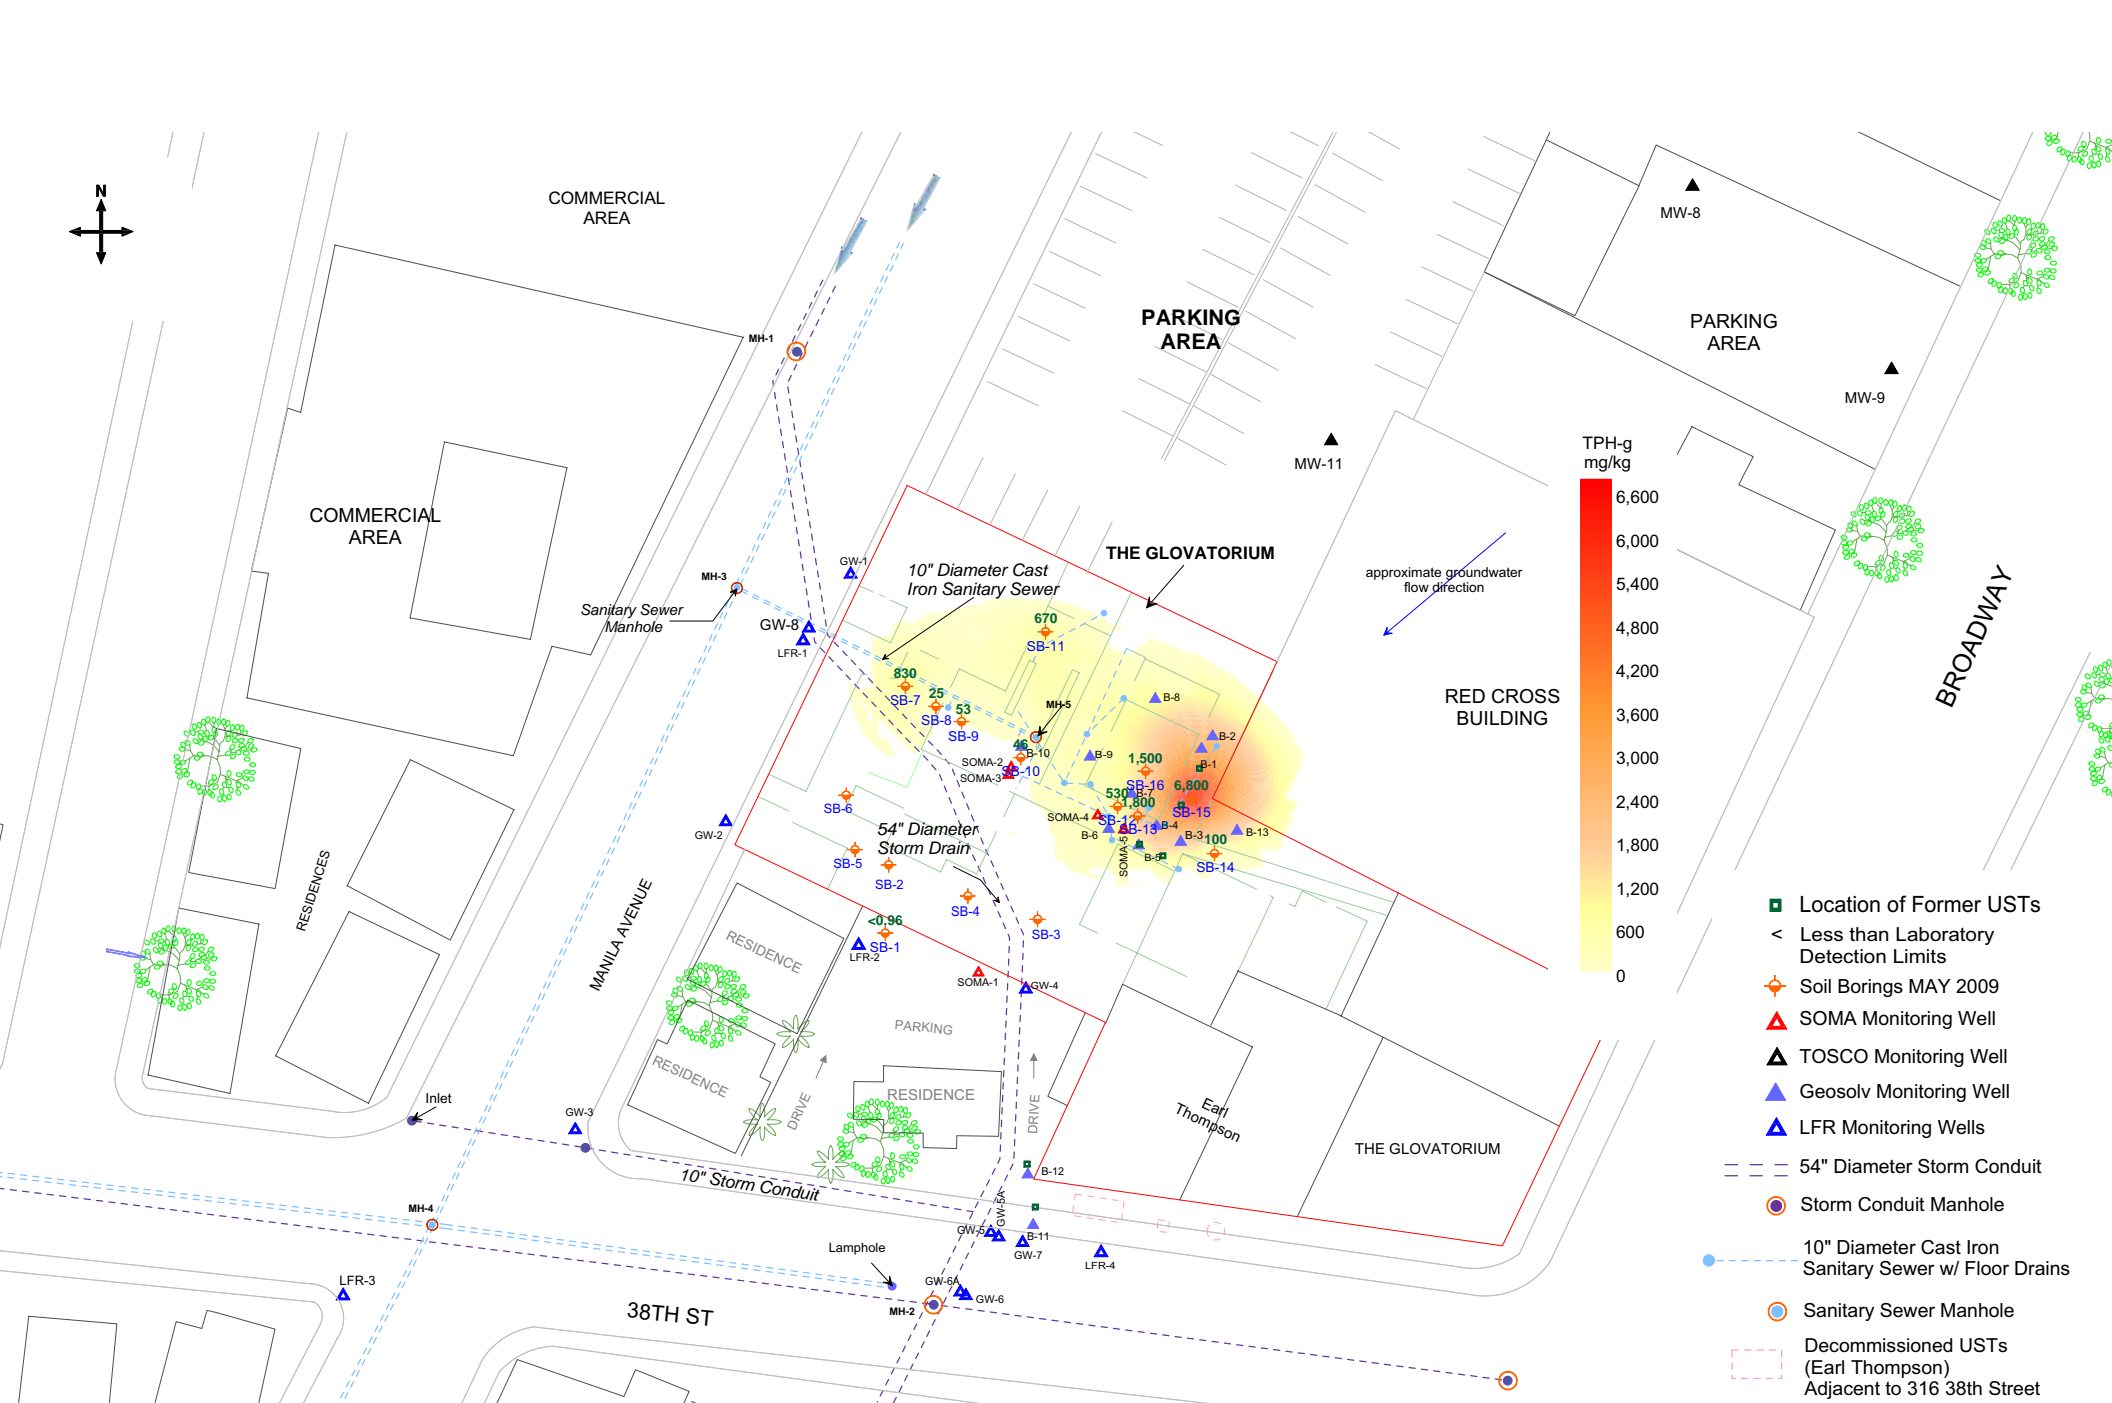 N
COMMERCIAL
AREA
MW-8
MH-1
PARKING
AREA
PARKING
AREA
MW-9
MW-11
TPH-g
mg/kg
6,600
6,000
5,400
4,800
4,200
3,600
3,000
2,400
1,800
1,200
600
0
COMMERCIAL
AREA
THE GLOVATORIUM
GW-1
10" Diameter Cast
Iron Sanitary Sewer
approximate groundwater
flow direction
MH-3
Sanitary Sewer
Manhole
GW-8
LFR-1
670
SB-11
BROADWAY
830
SB-7
25
SB-8
53
SB-9
MH-5
B-8
RED CROSS
BUILDING
46
B-10
SB-10
SOMA-2
SOMA-3
B-9
B-2
B-1
1,500
SB-16
B-7
6,800
SB-15
530
SB-12
1,800
SB-13
SOMA-4
B-6
B-4
B-3
B-13
SOMA-5
B-5
100
SB-14
SB-6
GW-2
54" Diameter
Storm Drain
SB-5
SB-2
SB-4
SB-3
<0.96
SB-1
LFR-2
SOMA-1
GW-4
RESIDENCES
MANILA AVENUE
RESIDENCE
RESIDENCE
PARKING
RESIDENCE
DRIVE
DRIVE
Earl
Thompson
THE GLOVATORIUM
Inlet
GW-3
10" Storm Conduit
B-12
GW-5A
GW-5
B-11
GW-7
LFR-4
MH-4
Lamphole
GW-6A
GW-6
MH-2
LFR-3
38TH ST
Location of Former USTs
< Less than Laboratory
Detection Limits
Soil Borings MAY 2009
SOMA Monitoring Well
TOSCO Monitoring Well
Geosolv Monitoring Well
LFR Monitoring Wells
54" Diameter Storm Conduit
Storm Conduit Manhole
10" Diameter Cast Iron
Sanitary Sewer w/ Floor Drains
Sanitary Sewer Manhole
Decommissioned USTs
(Earl Thompson)
Adjacent to 316 38th Street